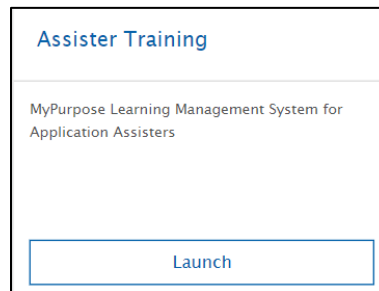 Assister Training
MyPurpose Learning Management System for
Application Assisters
Launch